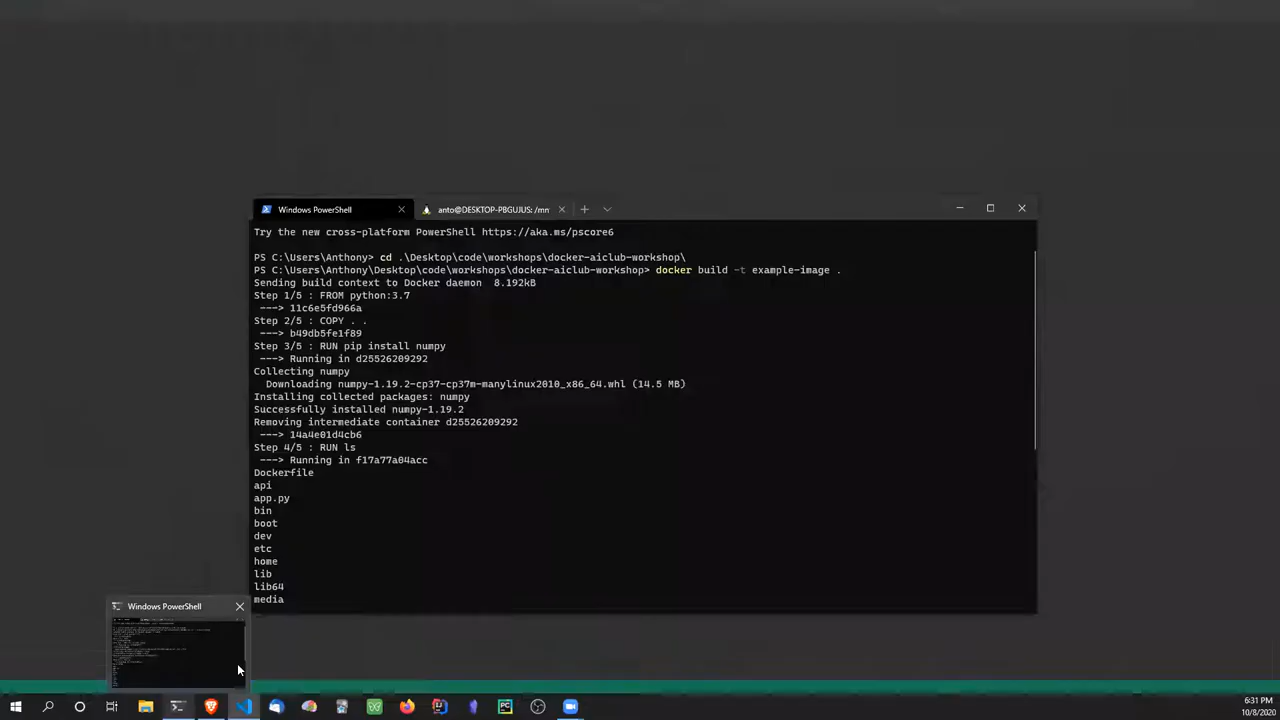 Windows PowerShell
anto@DESKTOP-PBGUJUS: /mn
Try the new cross-platform PowerShell https://aka.ms/pscore6
PS C:\Users\Anthony> cd .\Desktop\code\workshops\docker-aiclub-workshop\
PS C:\Users\Anthony\Desktop\code\workshops\docker-aiclub-workshop> docker build -t example-image .
Sending build context to Docker daemon  8.192kB
Step 1/5 : FROM python:3.7
---> 11c6e5fd966a
Step 2/5 : COPY . .
---> b49db5fe1f89
Step 3/5 : RUN pip install numpy
---> Running in d25526209292
Collecting numpy
Downloading numpy-1.19.2-cp37-cp37m-manylinux2010_x86_64.whl (14.5 MB)
Installing collected packages: numpy
Successfully installed numpy-1.19.2
Removing intermediate container d25526209292
---> 14a4e01d4cb6
Step 4/5 : RUN ls
---> Running in f17a77a04acc
Dockerfile
api
app.py
bin
boot
dev
etc
home
lib
lib64
media
Windows PowerShell
6:31 PM
10/8/2020